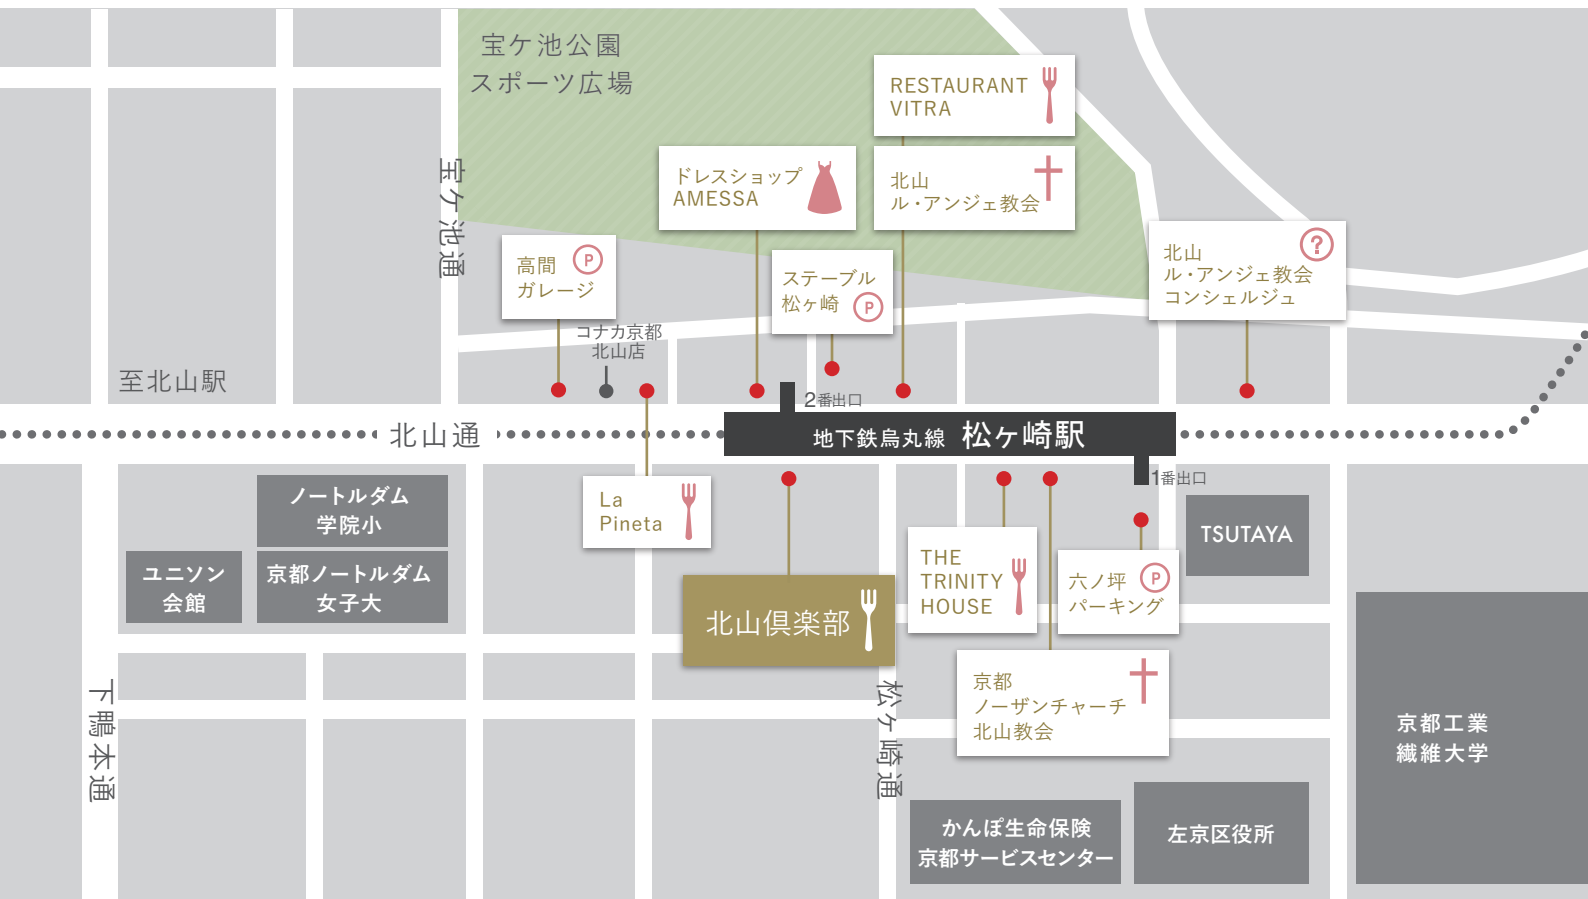 宝ケ池公園
スポーツ広場
RESTAURANT
VITRA
ドレスショップ
AMESSA
北山
ル・アンジェ教会
宝ケ池通
高間
ガレージ
P
ステーブル
松ヶ崎
P
北山
ル・アンジェ教会
コンシェルジュ
?
コナカ京都
北山店
至北山駅
2番出口
北山通
地下鉄烏丸線 松ヶ崎駅
1番出口
ノートルダム
学院小
La
Pineta
TSUTAYA
ユニソン
会館
京都ノートルダム
女子大
北山倶楽部
THE
TRINITY
HOUSE
六ノ坪
パーキング
P
京都
ノーザンチャーチ
北山教会
下鴨本通
松ヶ崎通
京都工業
繊維大学
かんぽ生命保険
京都サービスセンター
左京区役所